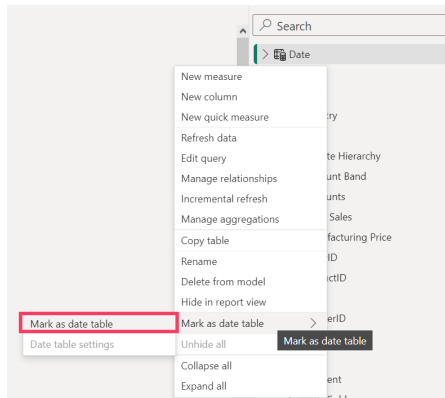 Search
Date
New measure
New column
New quick measure
ry
Refresh data
Edit query
te Hierarchy
Manage relationships
unt Band
Incremental refresh
unts
Manage aggregations
Sales
Copy table
facturing Price
ID
Rename
Delete from model
ctID
Hide in report view
Mark as date table
Mark as date table
erID
Date table settings
Unhide all
Mark as date table
Collapse all
Expand all
ent